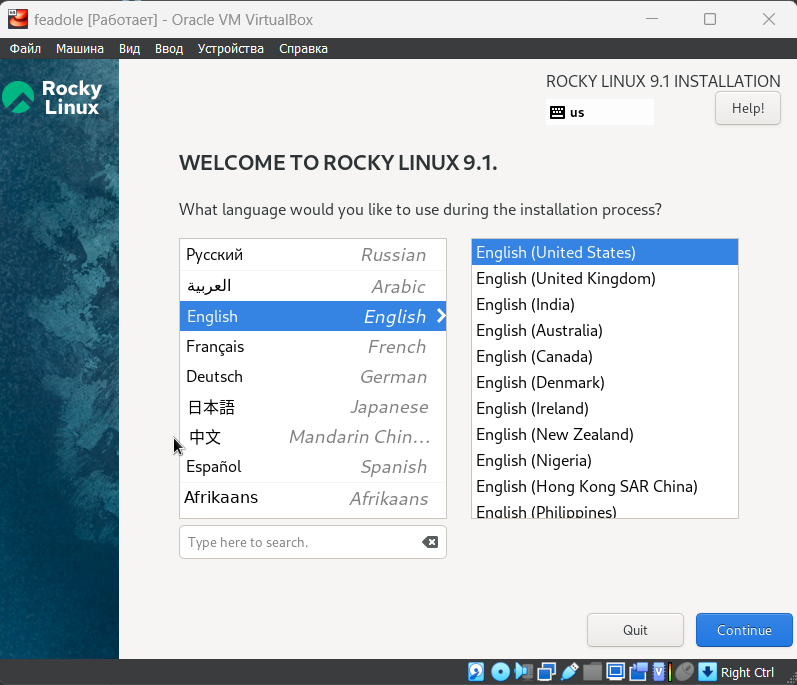 feadole [Работает] - Oracle VM VirtualBox
Файл Машина Вид Ввод Устройства Справка
Rocky
Linux
ROCKY LINUX 9.1 INSTALLATION
us
Help!
WELCOME TO ROCKY LINUX 9.1.
What language would you like to use during the installation process?
Русский Russian
العربية Arabic
English English
Français French
Deutsch German
日本語 Japanese
中文 Mandarin Chin...
Español Spanish
Afrikaans Afrikaans
Type here to search.
English (United States)
English (United Kingdom)
English (India)
English (Australia)
English (Canada)
English (Denmark)
English (Ireland)
English (New Zealand)
English (Nigeria)
English (Hong Kong SAR China)
English (Philippines)
Quit
Continue
Right Ctrl